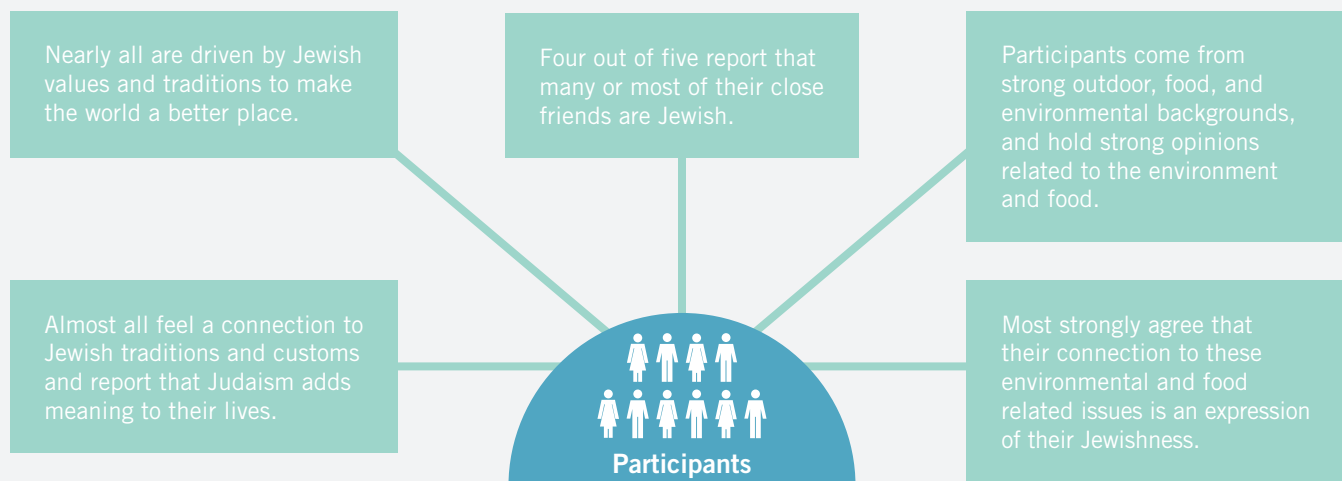 Nearly all are driven by Jewish
values and traditions to make
the world a better place.
Four out of five report that
many or most of their close
friends are Jewish.
Participants come from
strong outdoor, food, and
environmental backgrounds,
and hold strong opinions
related to the environment
and food.
Almost all feel a connection to
Jewish traditions and customs
and report that Judaism adds
meaning to their lives.
Most strongly agree that
their connection to these
environmental and food
related issues is an expression
of their Jewishness.
Participants